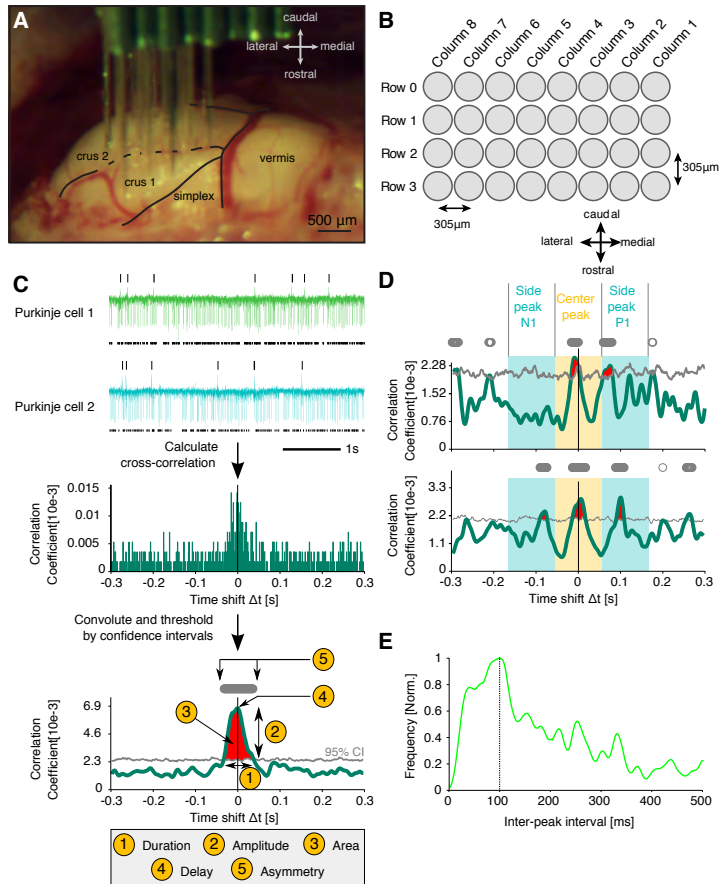 A
caudal
lateral
medial
rostral
crus 2
crus 1
simplex
vermis
500 µm
B
Column 8
Column 7
Column 6
Column 5
Column 4
Column 3
Column 2
Column 1
Row 0
Row 1
Row 2
Row 3
305µm
305µm
caudal
lateral
medial
rostral
C
Purkinje cell 1
Purkinje cell 2
Calculate
cross-correlation
1s
Correlation
Coefficient[10e-3]
0.015
0.01
0.005
0
-0.3 -0.2 -0.1 0 0.1 0.2 0.3
Time shift Δt [s]
Convolute and threshold
by confidence intervals
5
4
3
2
1
95% CI
Correlation
Coefficient[10e-3]
6.9
4.6
2.3
0
-0.3 -0.2 -0.1 0 0.1 0.2 0.3
Time shift Δt [s]
1 Duration 2 Amplitude 3 Area
4 Delay 5 Asymmetry
D
Side
peak
N1
Center
peak
Side
peak
P1
Correlation
Coefficient[10e-3]
2.28
1.52
0.76
0
Correlation
Coefficient[10e-3]
3.3
2.2
1.1
0
-0.3 -0.2 -0.1 0 0.1 0.2 0.3
Time shift Δt [s]
E
Frequency [Norm.]
1
0.8
0.6
0.4
0.2
0
0 100 200 300 400 500
Inter-peak interval [ms]